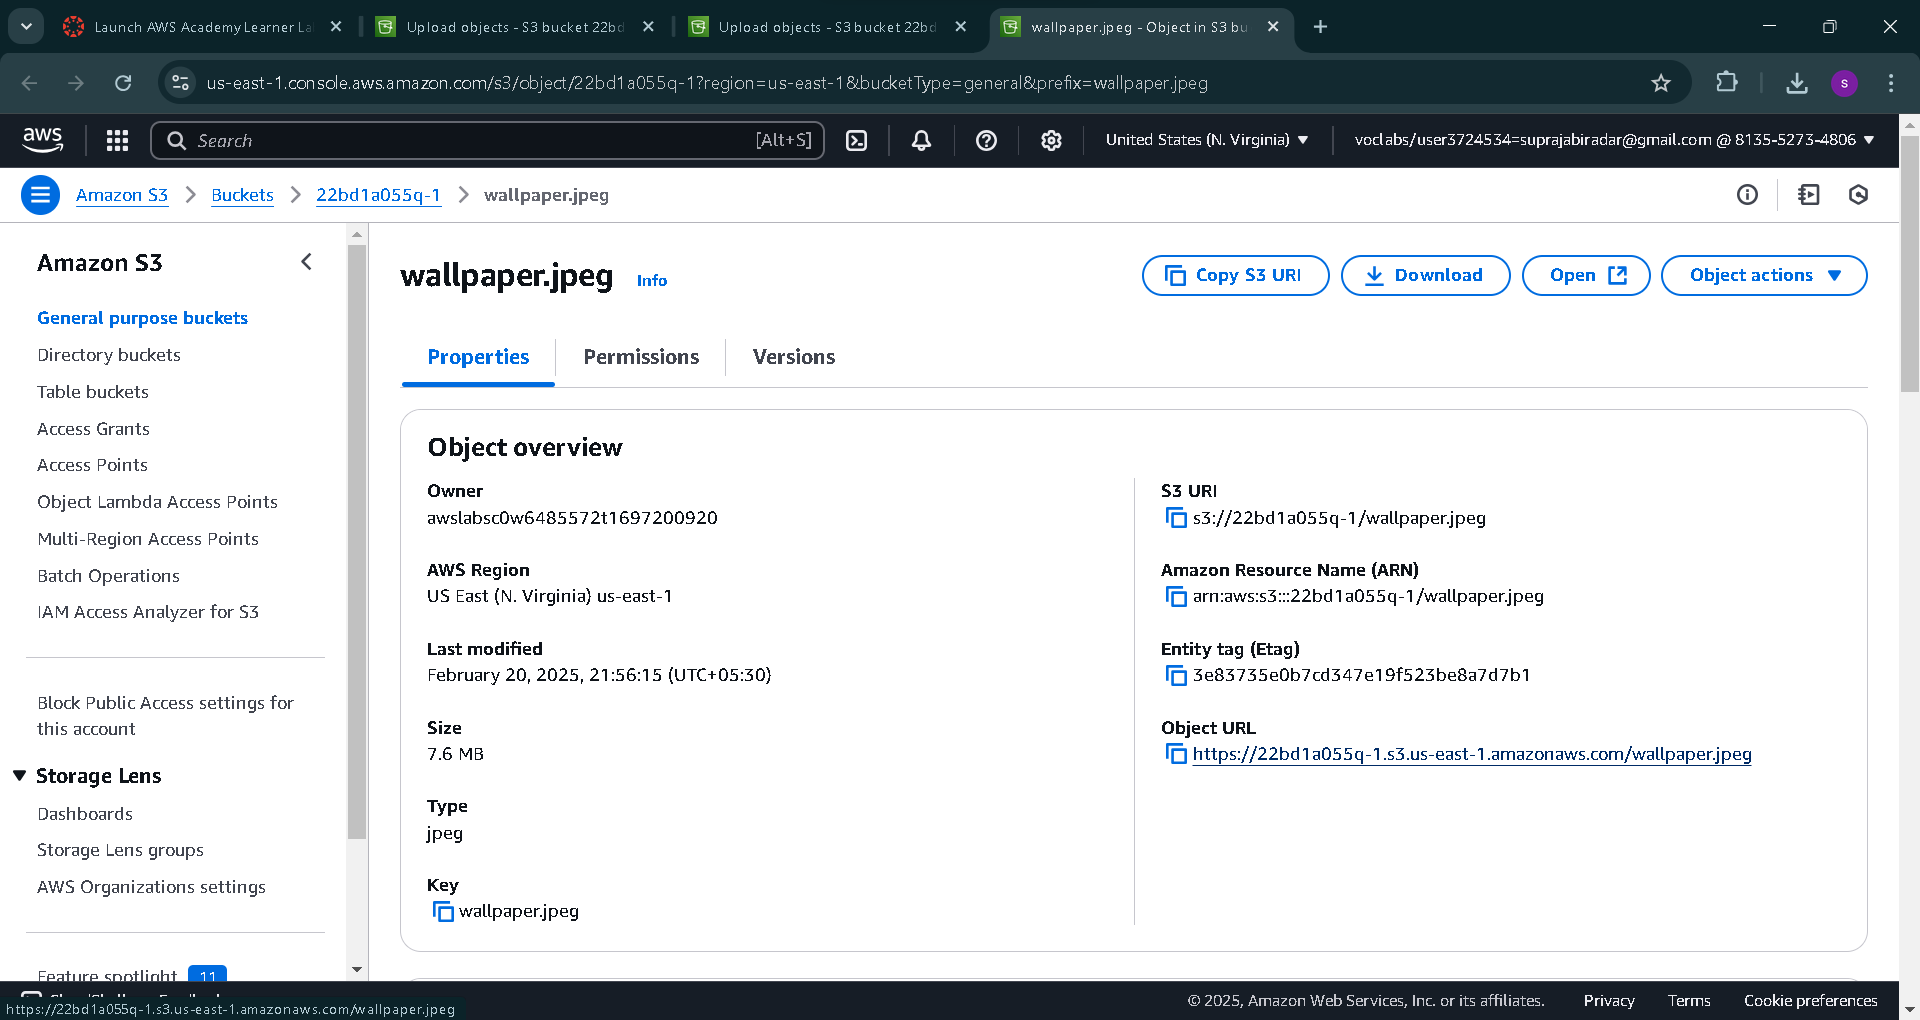 Launch AWS Academy Learner La
Upload objects - S3 bucket 22bd
Upload objects - S3 bucket 22bd
wallpaper.jpeg - Object in S3 bu
us-east-1.console.aws.amazon.com/s3/object/22bd1a055q-1?region=us-east-1&bucketType=general&prefix=wallpaper.jpeg
S
aws
Search
[Alt+S]
United States (N. Virginia)
voclabs/user3724534=suprajabiradar@gmail.com @ 8135-5273-4806
Amazon S3
Buckets
22bd1a055q-1
wallpaper.jpeg
Amazon S3
General purpose buckets
Directory buckets
Table buckets
Access Grants
Access Points
Object Lambda Access Points
Multi-Region Access Points
Batch Operations
IAM Access Analyzer for S3
Block Public Access settings for
this account
Storage Lens
Dashboards
Storage Lens groups
AWS Organizations settings
Feature spotlight 11
wallpaper.jpeg Info
Copy S3 URI
Download
Open
Object actions
Properties
Permissions
Versions
Object overview
Owner
awslabsc0w6485572t1697200920
AWS Region
US East (N. Virginia) us-east-1
Last modified
February 20, 2025, 21:56:15 (UTC+05:30)
Size
7.6 MB
Type
jpeg
Key
wallpaper.jpeg
S3 URI
s3://22bd1a055q-1/wallpaper.jpeg
Amazon Resource Name (ARN)
arn:aws:s3:::22bd1a055q-1/wallpaper.jpeg
Entity tag (Etag)
3e83735e0b7cd347e19f523be8a7d7b1
Object URL
https://22bd1a055q-1.s3.us-east-1.amazonaws.com/wallpaper.jpeg
https://22bd1a055q-1.s3.us-east-1.amazonaws.com/wallpaper.jpeg
© 2025, Amazon Web Services, Inc. or its affiliates.
Privacy
Terms
Cookie preferences